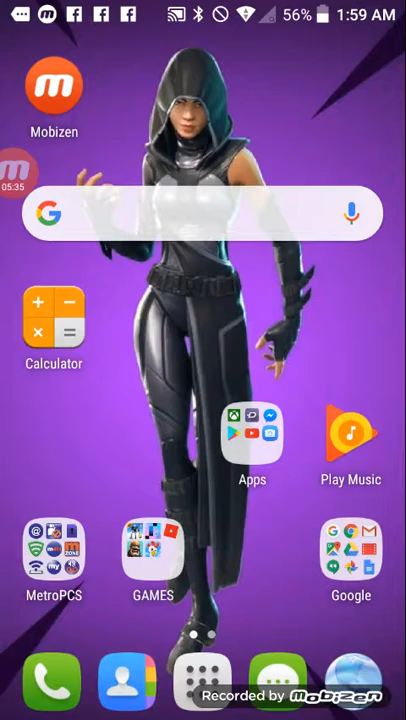 56% 1:59 AM
Mobizen
05:35
Calculator
Apps
Play Music
MetroPCS
GAMES
Google
Recorded by Mobizen